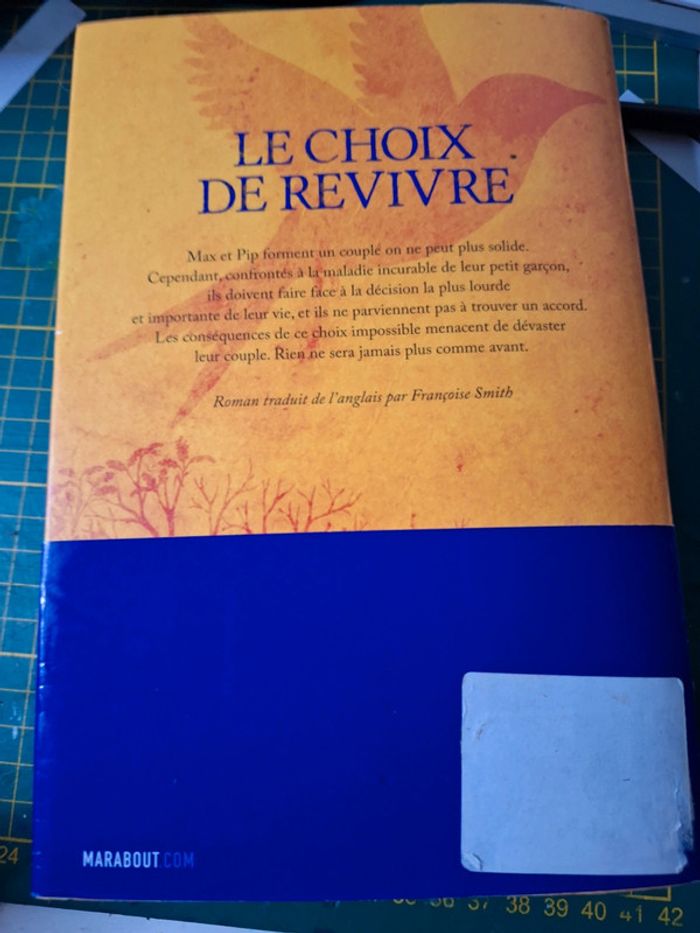 LE CHOIX
DE REVIVRE
Max et Pip forment un couple on ne peut plus solide.
Cependant, confrontés à la maladie incurable de leur petit garçon,
ils doivent faire face à la décision la plus lourde
et importante de leur vie, et ils ne parviennent pas à trouver un accord.
Les conséquences de ce choix impossible menacent de dévaster
leur couple. Rien ne sera jamais plus comme avant.
Roman traduit de l'anglais par Françoise Smith
MARABOUT.COM
24
36 37 38 39 40 41 42